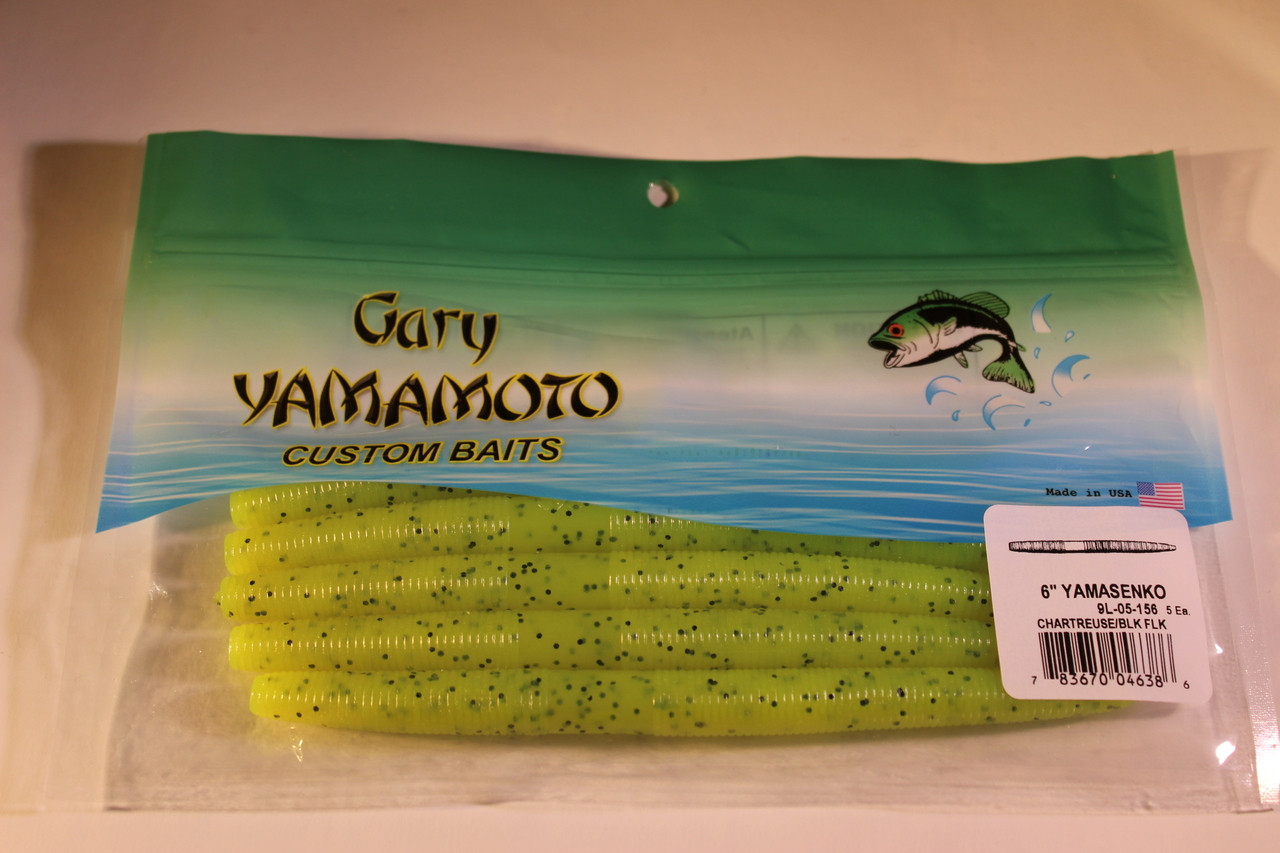 Gary
YAMAMOTO
CUSTOM BAITS
Made in USA
6" YAMASENKO
9L-05-156 5 Ea.
CHARTREUSE/BLK FLK
7 83670 04638 6